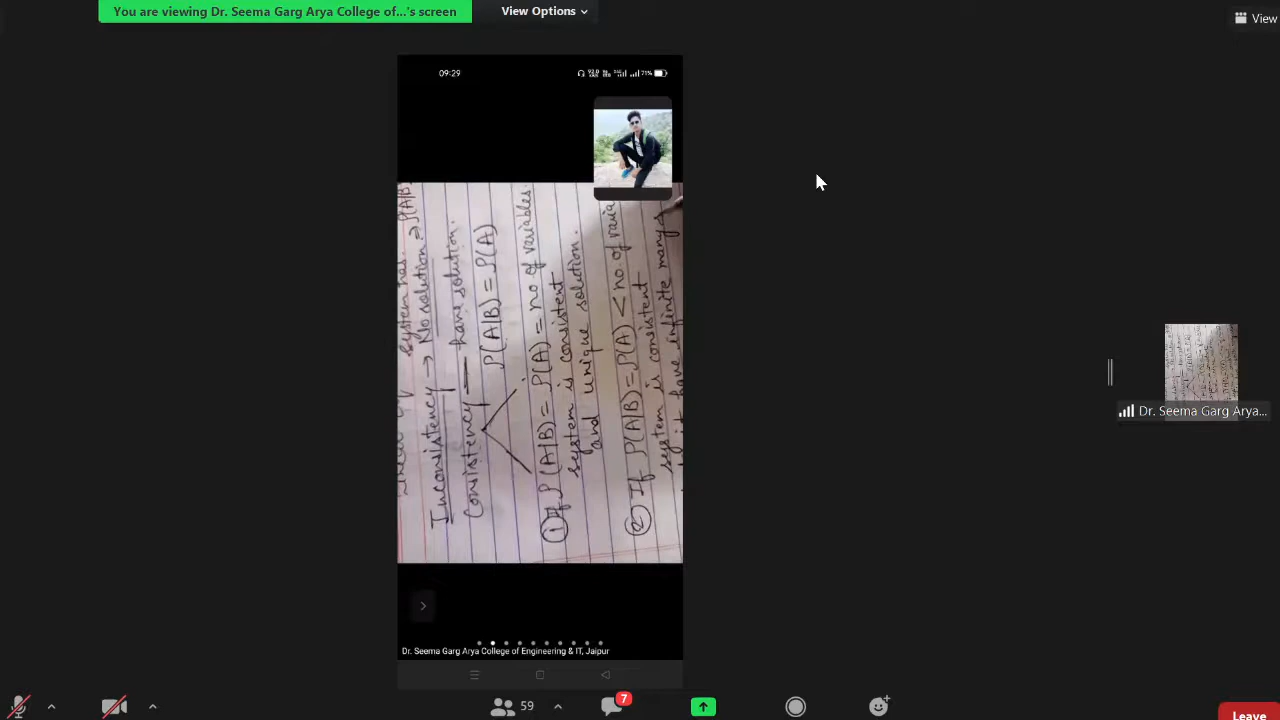 You are viewing Dr. Seema Garg Arya College of...'s screen
View Options
View
09:29
71%
system has.
Inconsistency → No solution ⇒ ρ(A|B)
Consistency — have solution.
ρ(A|B) = ρ(A)
① If ρ(A|B) = ρ(A) = no of variables.
system is consistent
and unique solution.
② If ρ(A|B) = ρ(A) < no. of varia
system is consistent
it have infinite many
Dr. Seema Garg Arya College of Engineering & IT, Jaipur
Dr. Seema Garg Arya...
59
7
Leave